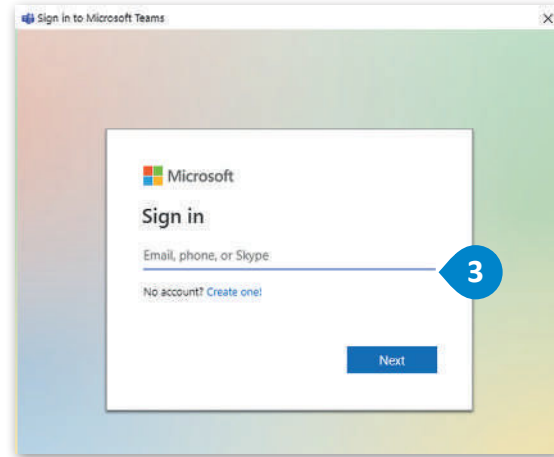 Sign in to Microsoft Teams
Microsoft
Sign in
Email, phone, or Skype
3
No account? Create one!
Next